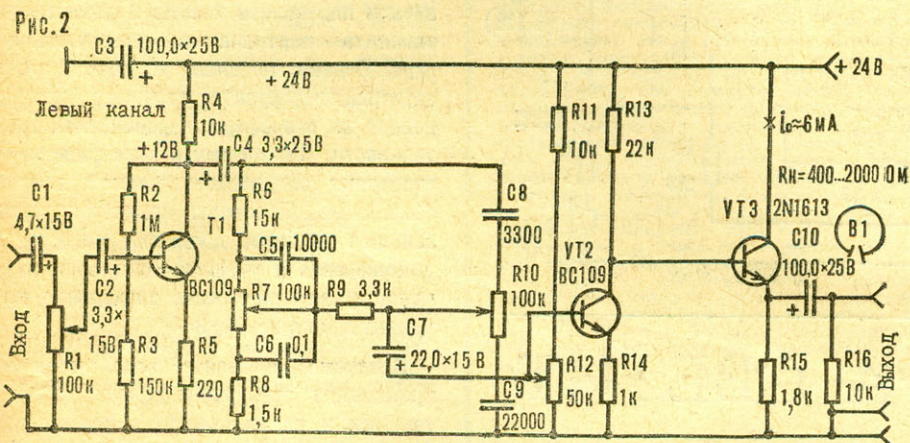 Рис.2
C3
100,0×25В
+
+24В
+24В
Левый канал
R4
10к
+12В
C4
3,3×25В
+
R11
10к
R13
22к
i₀≈6мА
Rн=400...2000 Ом
C1
4,7×15В
+
R2
1М
T1
BC109
R6
15к
C5
10000
C8
3300
VT2
BC109
VT3
2N1613
C10
100,0×25В
+
В1
C2
+
3,3×
15В
R7
100к
R9
3,3к
R10
100к
Вход
R1
100к
R3
150к
R5
220
C6
0,1
C7
+
22,0×15В
R8
1,5к
C9
22000
R12
50к
R14
1к
R15
1,8к
R16
10к
Выход